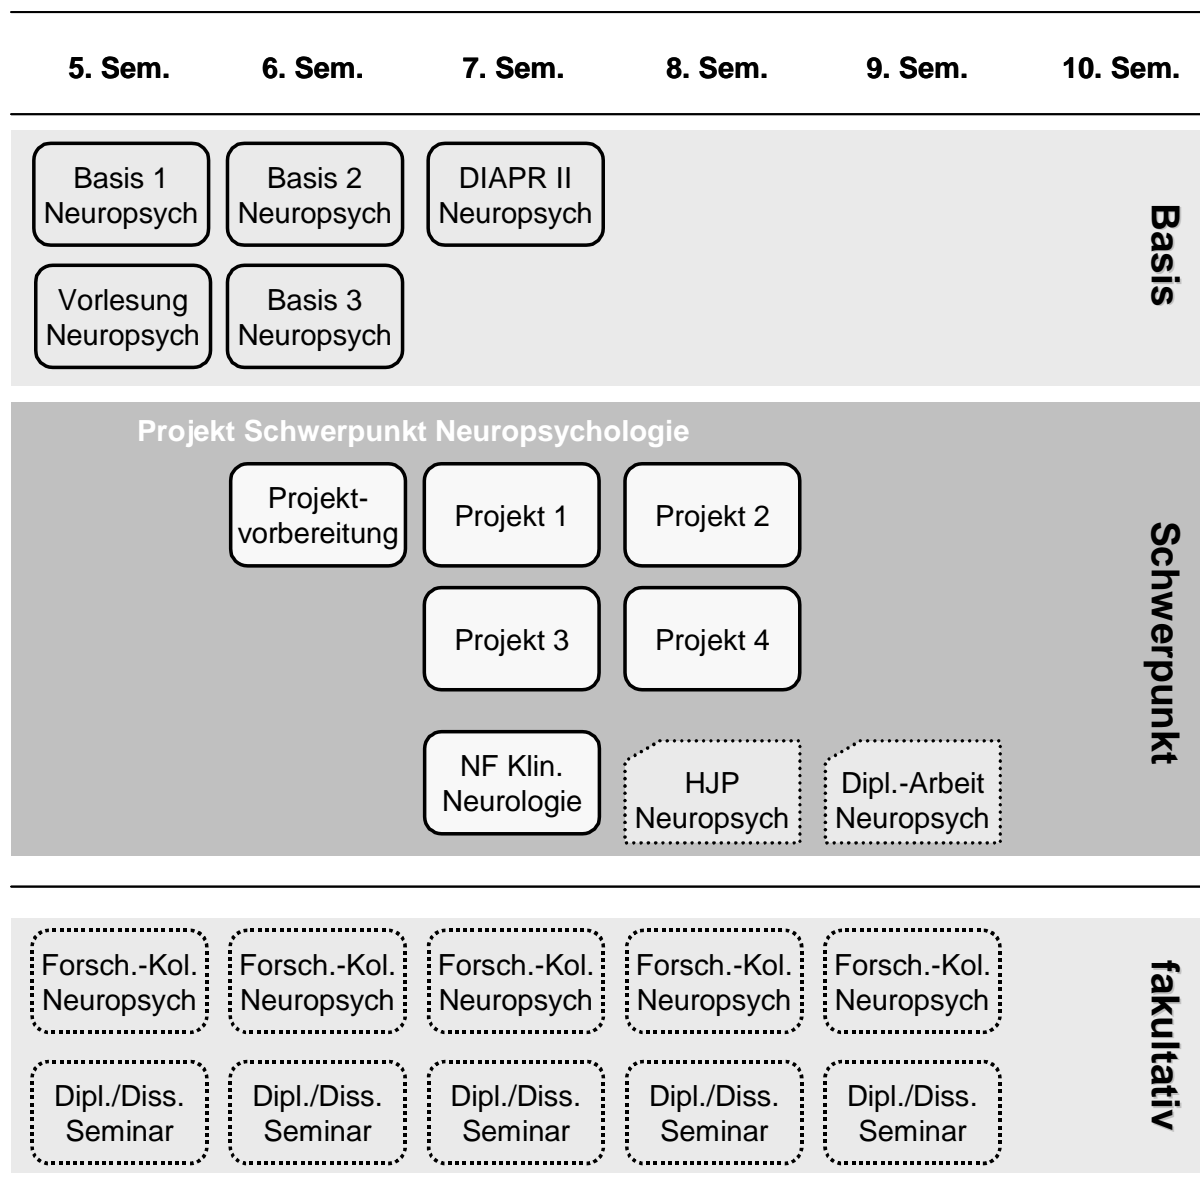 5. Sem. 6. Sem. 7. Sem. 8. Sem. 9. Sem. 10. Sem.
Basis 1
Neuropsych
Basis 2
Neuropsych
DIAPR II
Neuropsych
Vorlesung
Neuropsych
Basis 3
Neuropsych
Basis
Projekt Schwerpunkt Neuropsychologie
Projekt-
vorbereitung
Projekt 1
Projekt 2
Projekt 3
Projekt 4
NF Klin.
Neurologie
HJP
Neuropsych
Dipl.-Arbeit
Neuropsych
Schwerpunkt
Forsch.-Kol.
Neuropsych
Forsch.-Kol.
Neuropsych
Forsch.-Kol.
Neuropsych
Forsch.-Kol.
Neuropsych
Forsch.-Kol.
Neuropsych
Dipl./Diss.
Seminar
Dipl./Diss.
Seminar
Dipl./Diss.
Seminar
Dipl./Diss.
Seminar
Dipl./Diss.
Seminar
fakultativ